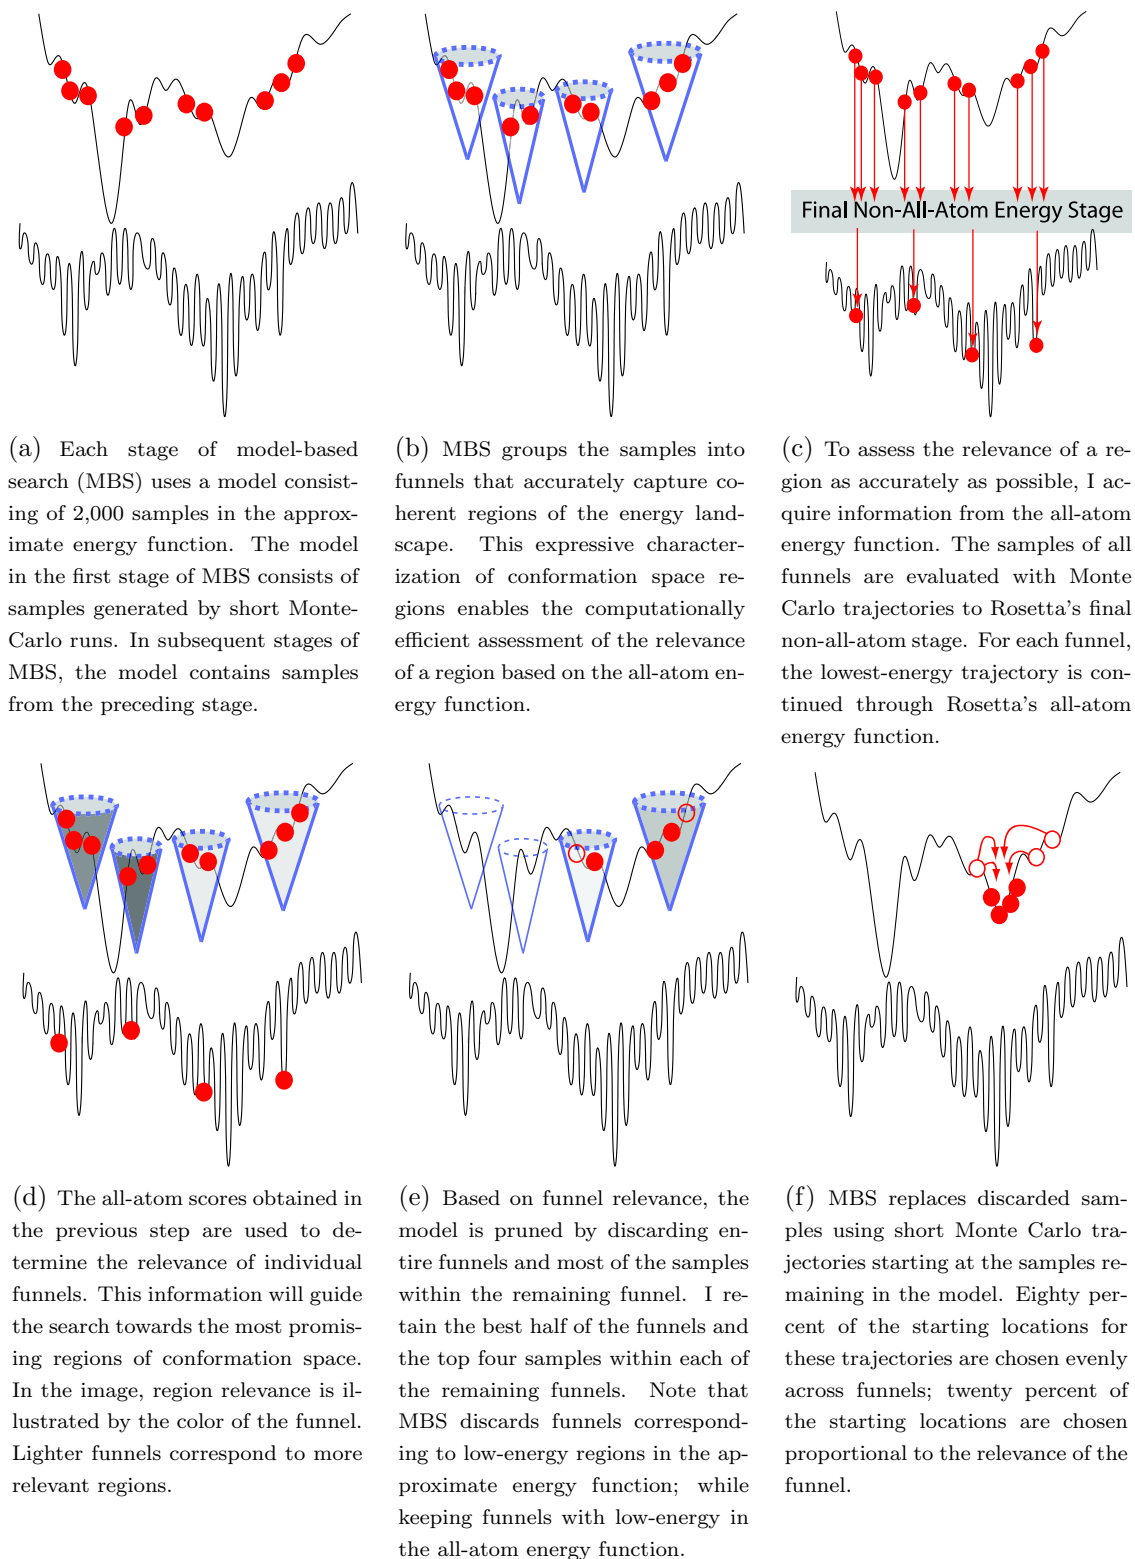 Final Non-All-Atom Energy Stage
(a) Each stage of model-based
search (MBS) uses a model consist-
ing of 2,000 samples in the approx-
imate energy function. The model
in the first stage of MBS consists of
samples generated by short Monte-
Carlo runs. In subsequent stages of
MBS, the model contains samples
from the preceding stage.
(b) MBS groups the samples into
funnels that accurately capture co-
herent regions of the energy land-
scape. This expressive character-
ization of conformation space re-
gions enables the computationally
efficient assessment of the relevance
of a region based on the all-atom en-
ergy function.
(c) To assess the relevance of a re-
gion as accurately as possible, I ac-
quire information from the all-atom
energy function. The samples of all
funnels are evaluated with Monte
Carlo trajectories to Rosetta's final
non-all-atom stage. For each funnel,
the lowest-energy trajectory is con-
tinued through Rosetta's all-atom
energy function.
(d) The all-atom scores obtained in
the previous step are used to de-
termine the relevance of individual
funnels. This information will guide
the search towards the most promis-
ing regions of conformation space.
In the image, region relevance is il-
lustrated by the color of the funnel.
Lighter funnels correspond to more
relevant regions.
(e) Based on funnel relevance, the
model is pruned by discarding en-
tire funnels and most of the samples
within the remaining funnel. I re-
tain the best half of the funnels and
the top four samples within each of
the remaining funnels. Note that
MBS discards funnels correspond-
ing to low-energy regions in the ap-
proximate energy function; while
keeping funnels with low-energy in
the all-atom energy function.
(f) MBS replaces discarded sam-
ples using short Monte Carlo tra-
jectories starting at the samples re-
maining in the model. Eighty per-
cent of the starting locations for
these trajectories are chosen evenly
across funnels; twenty percent of
the starting locations are chosen
proportional to the relevance of the
funnel.